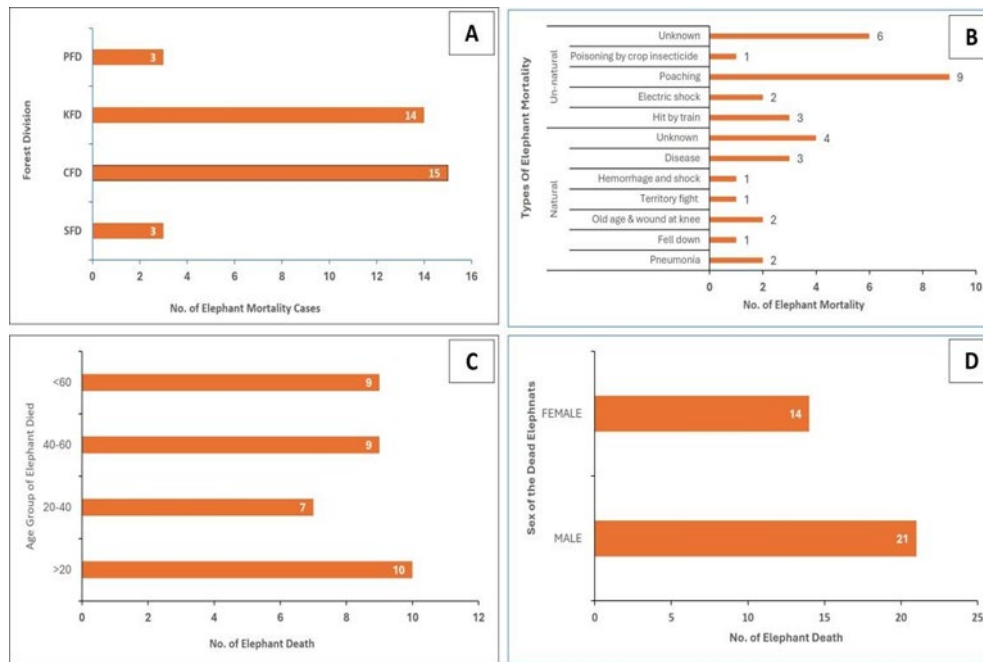 A
Forest Division
PFD
3
KFD
14
CFD
15
SFD
3
0 2 4 6 8 10 12 14 16
No. of Elephant Mortality Cases
B
Types Of Elephant Mortality
Un-natural
Unknown 6
Poisoning by crop insecticide 1
Poaching 9
Electric shock 2
Hit by train 3
Natural
Unknown 4
Disease 3
Hemorrhage and shock 1
Territory fight 1
Old age & wound at knee 2
Fell down 1
Pneumonia 2
0 2 4 6 8 10
No. of Elephant Mortality
C
Age Group of Elephant Died
<60 9
40-60 9
20-40 7
>20 10
0 2 4 6 8 10 12
No. of Elephant Death
D
Sex of the Dead Elephnats
FEMALE 14
MALE 21
0 5 10 15 20 25
No. of Elephant Death